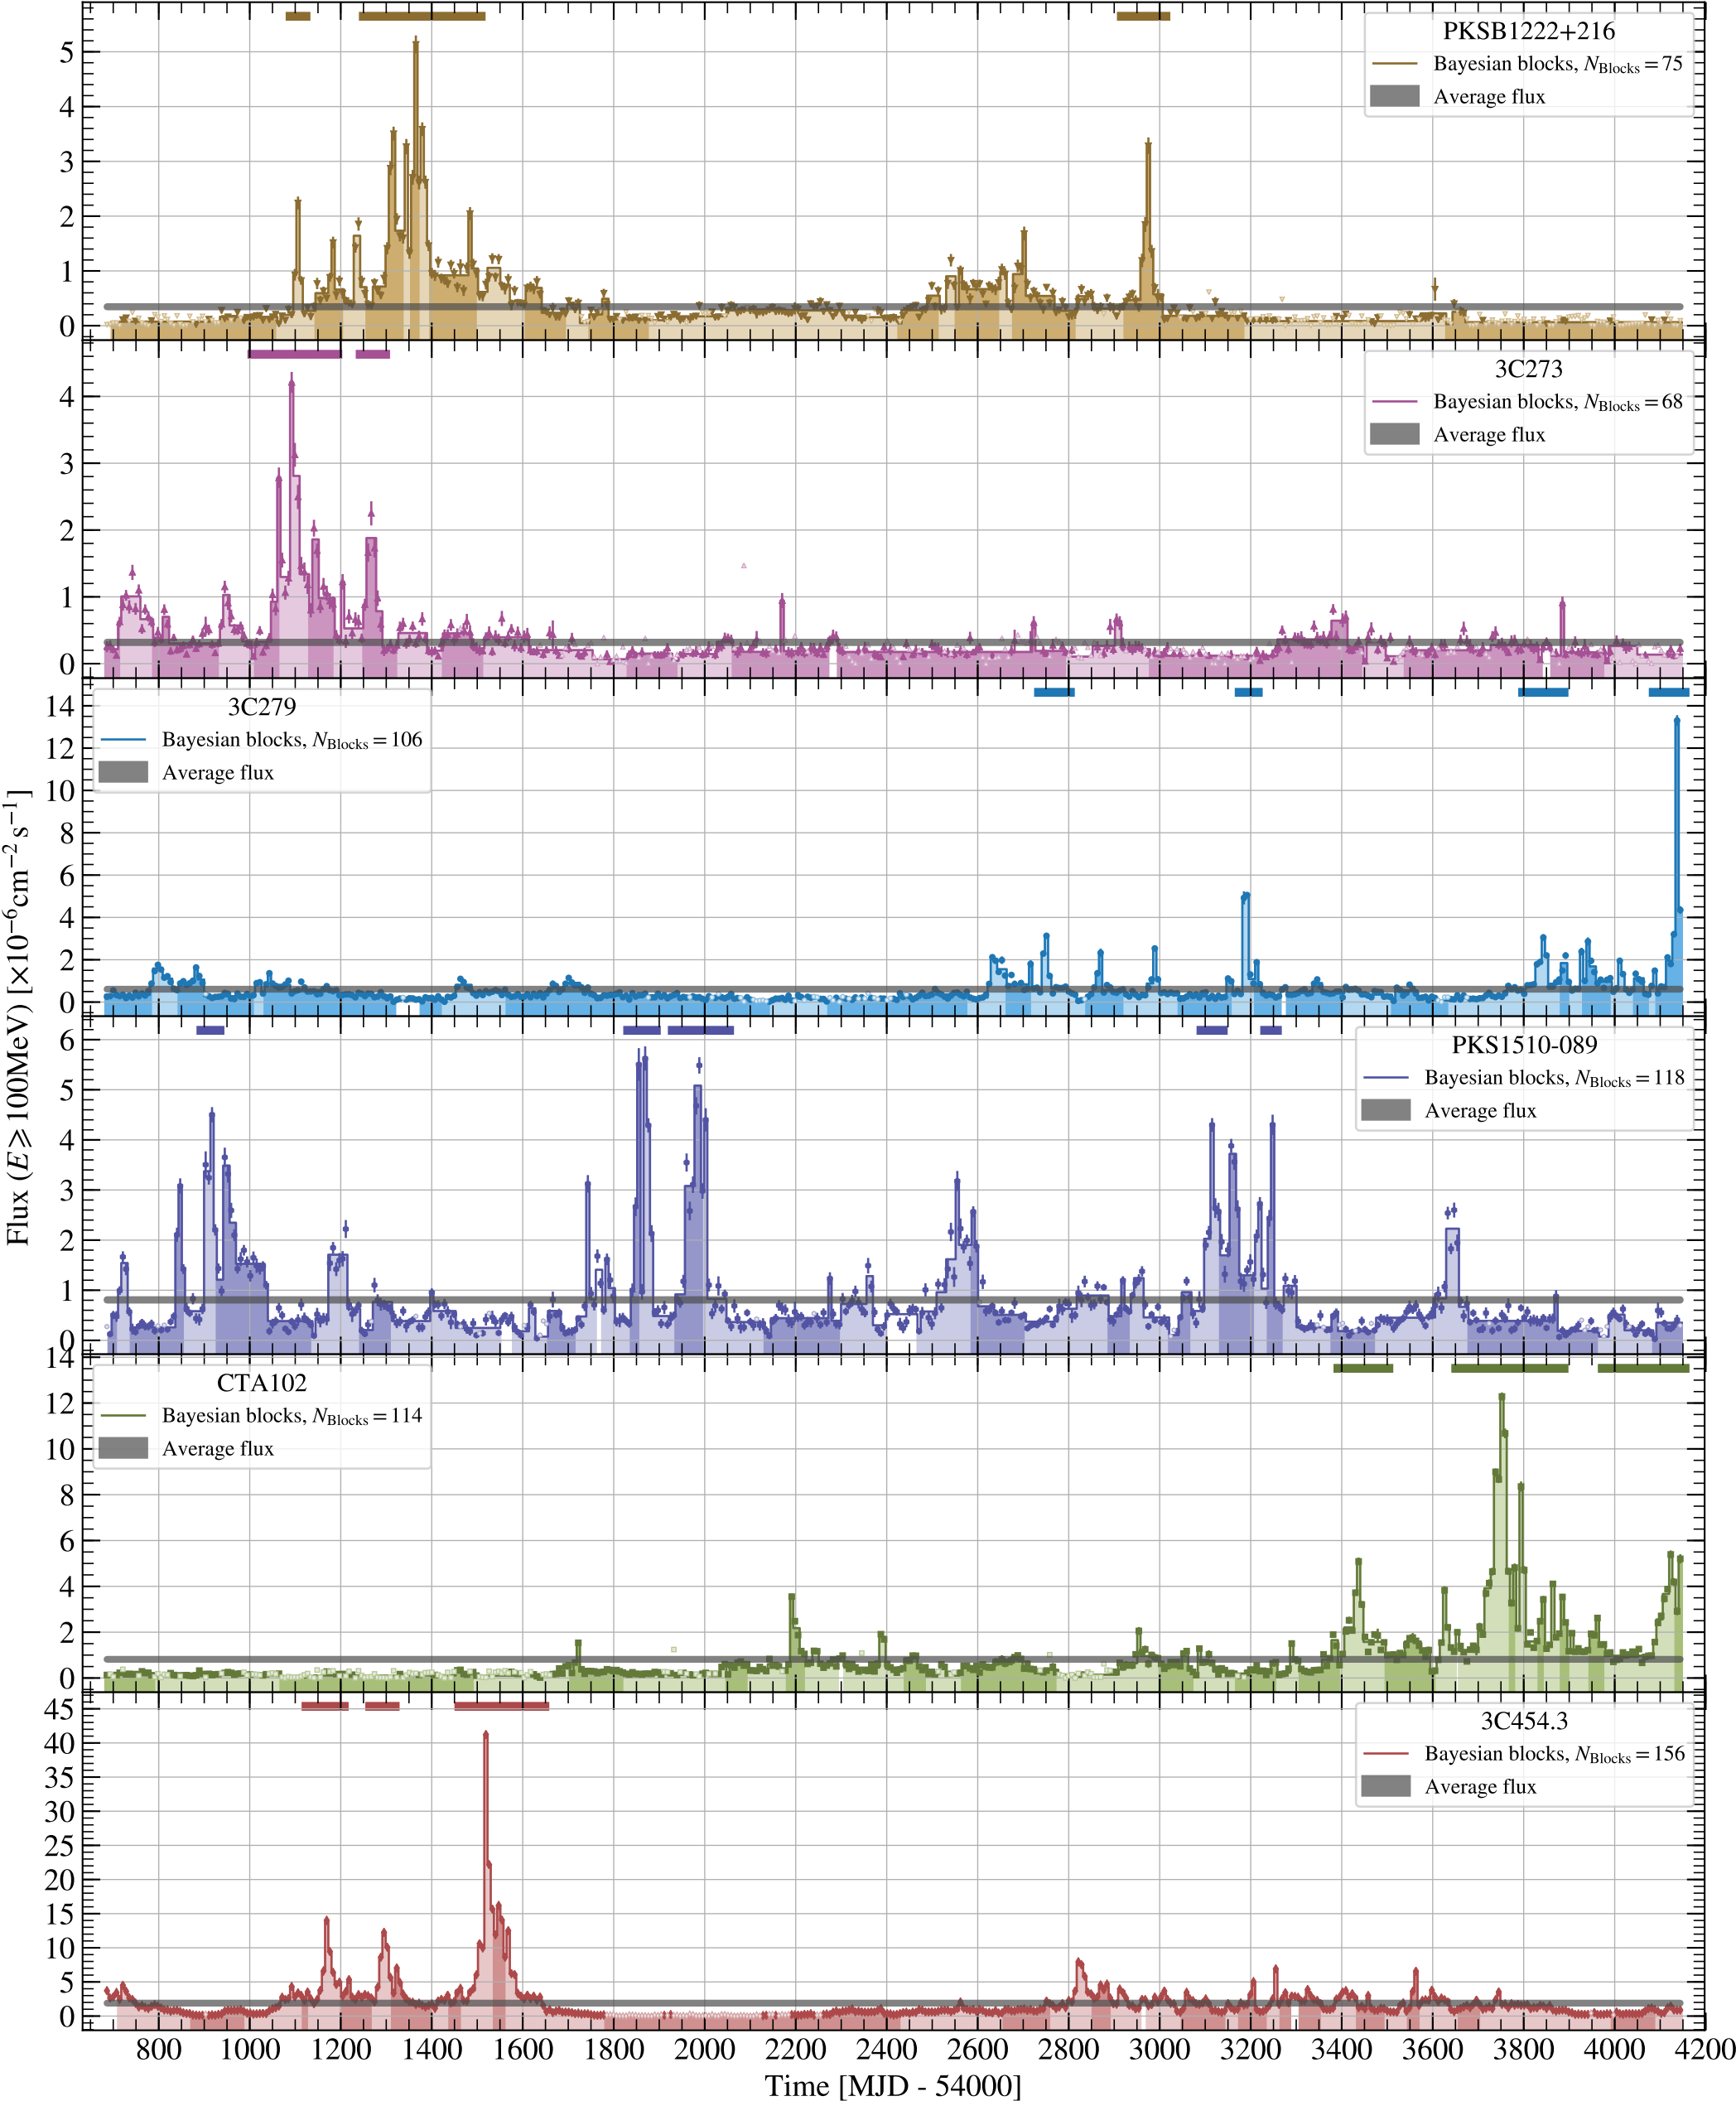 PKSB1222+216
Bayesian blocks, N_Blocks = 75
Average flux
5
4
3
2
1
0
3C273
Bayesian blocks, N_Blocks = 68
Average flux
4
3
2
1
0
3C279
Bayesian blocks, N_Blocks = 106
Average flux
14
12
10
8
6
4
2
0
Flux (E ⩾ 100MeV) [×10⁻⁶cm⁻² s⁻¹]
PKS1510-089
Bayesian blocks, N_Blocks = 118
Average flux
6
5
4
3
2
1
0
CTA102
Bayesian blocks, N_Blocks = 114
Average flux
14
12
10
8
6
4
2
0
3C454.3
Bayesian blocks, N_Blocks = 156
Average flux
45
40
35
30
25
20
15
10
5
0
800 1000 1200 1400 1600 1800 2000 2200 2400 2600 2800 3000 3200 3400 3600 3800 4000 4200
Time [MJD - 54000]